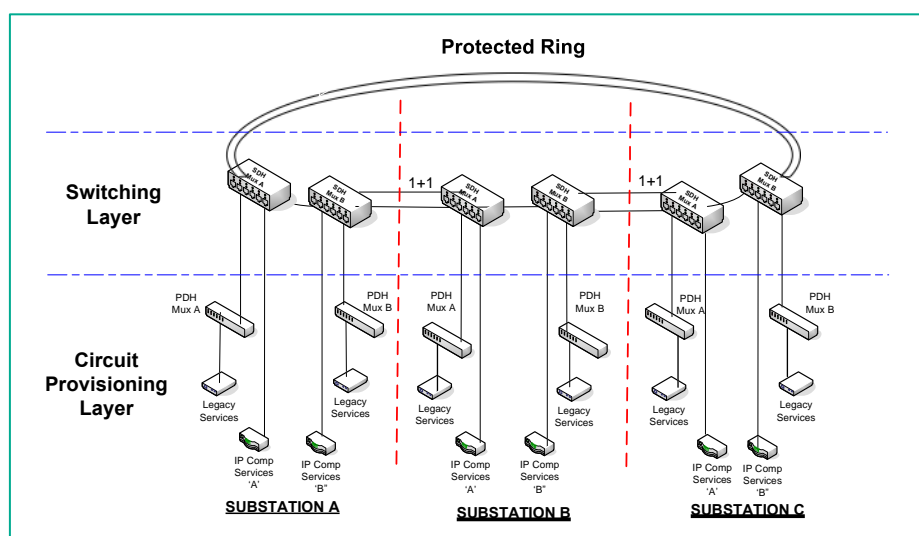 Protected Ring
Switching
Layer
SDH
Mux A
SDH
Mux B
1+1
SDH
Mux A
SDH
Mux B
1+1
SDH
Mux A
SDH
Mux B
Circuit
Provisioning
Layer
PDH
Mux A
PDH
Mux B
PDH
Mux A
PDH
Mux B
PDH
Mux A
PDH
Mux B
Legacy
Services
Legacy
Services
Legacy
Services
Legacy
Services
Legacy
Services
Legacy
Services
IP Comp
Services
'A'
IP Comp
Services
'B"
IP Comp
Services
'A'
IP Comp
Services
'B"
IP Comp
Services
'A'
IP Comp
Services
'B"
SUBSTATION A
SUBSTATION B
SUBSTATION C